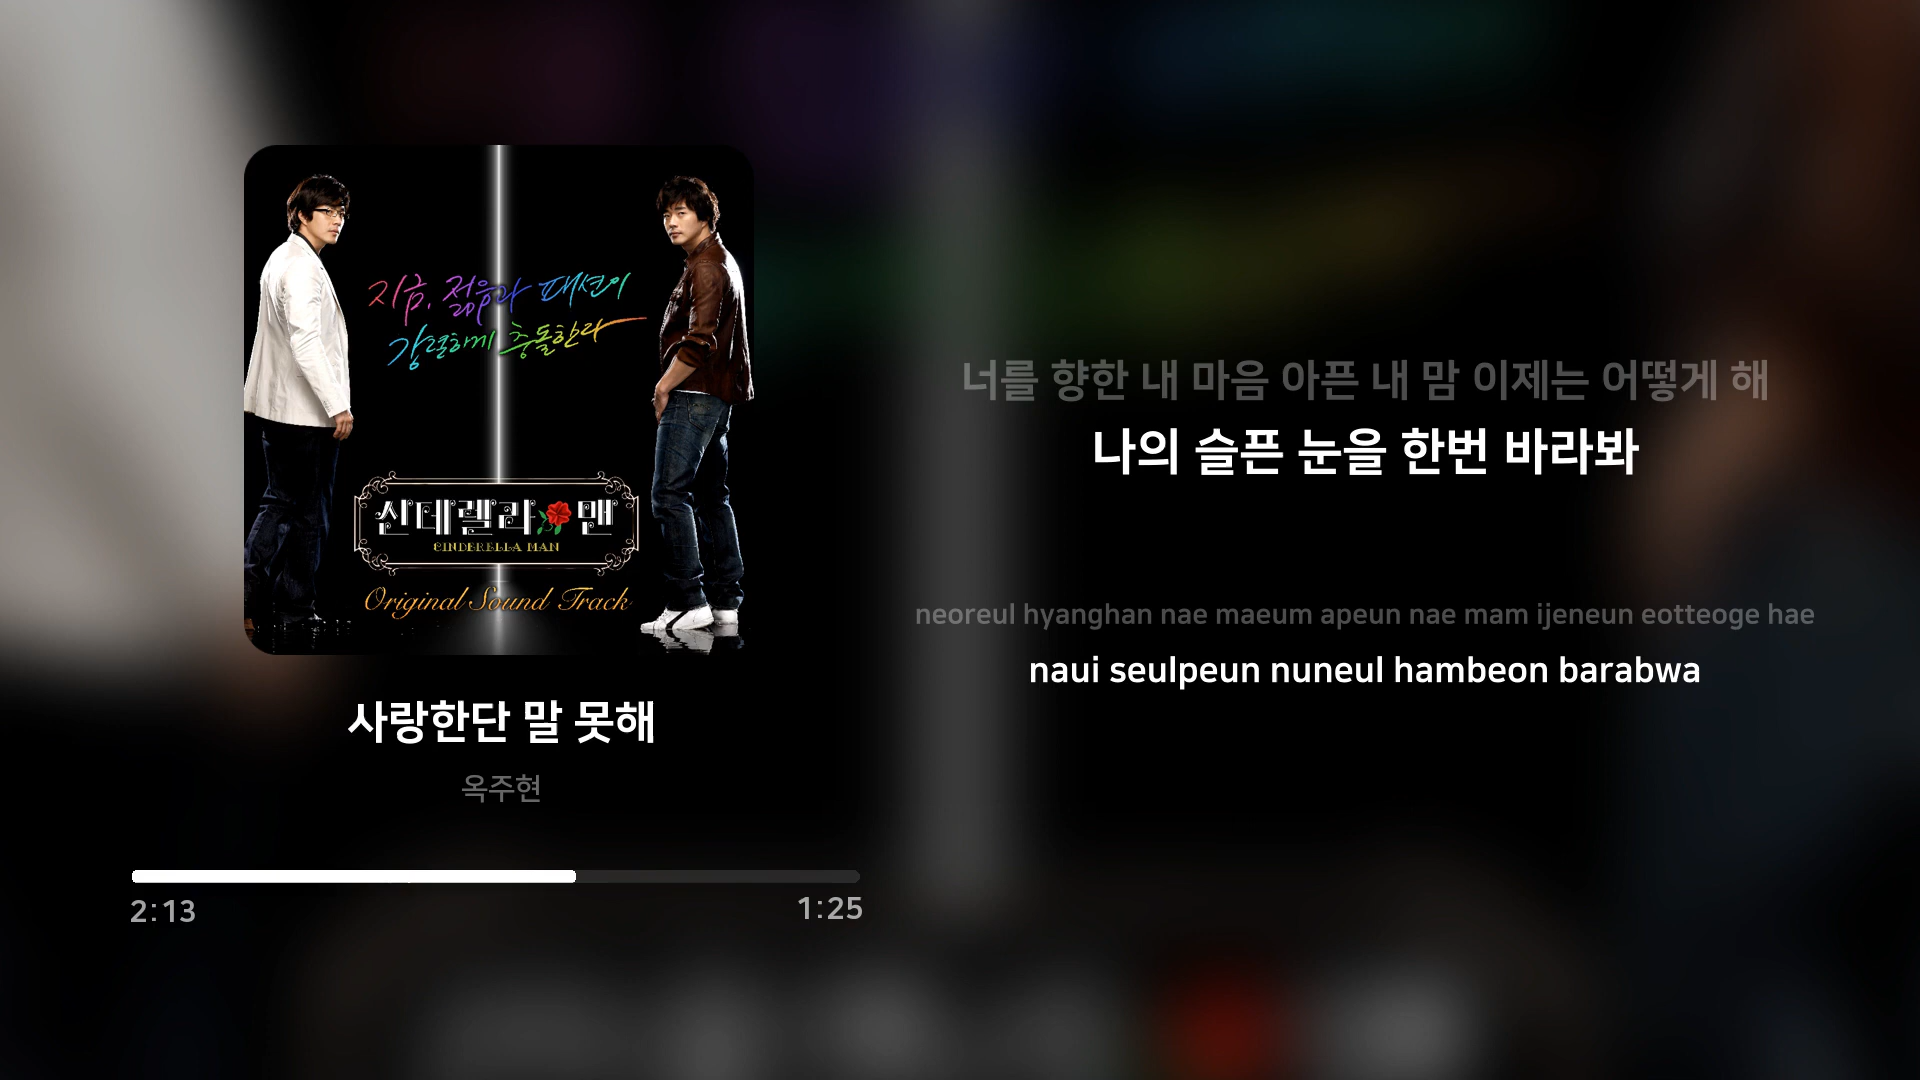 지금, 젊음과 패션이
강렬하게 충돌한다
신데렐라맨
CINDERELLA MAN
Original Sound Track
사랑한단 말 못해
옥주현
2:13
1:25
너를 향한 내 마음 아픈 내 맘 이제는 어떻게 해
나의 슬픈 눈을 한번 바라봐
neoreul hyanghan nae maeum apeun nae mam ijeneun eotteoge hae
naui seulpeun nuneul hambeon barabwa